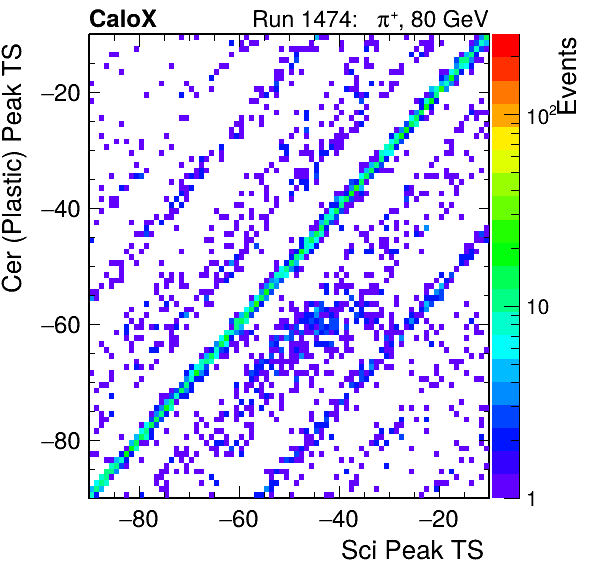 CaloX Run 1474: π⁺, 80 GeV
Cer (Plastic) Peak TS
−20
−40
−60
−80
−80 −60 −40 −20
Sci Peak TS
Events
10²
10
1